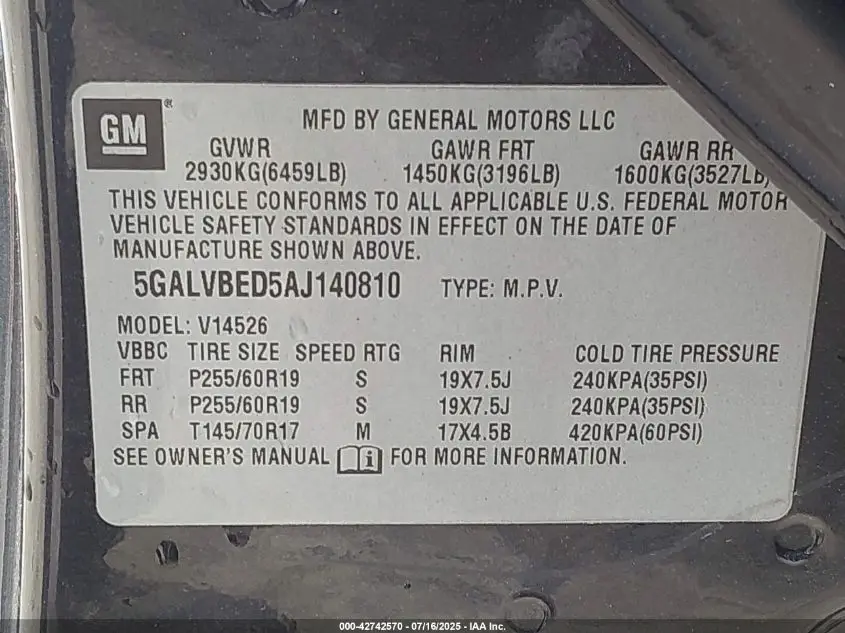 GM ®
MFD BY GENERAL MOTORS LLC
GVWR GAWR FRT GAWR RR
2930KG(6459LB) 1450KG(3196LB) 1600KG(3527LB)
THIS VEHICLE CONFORMS TO ALL APPLICABLE U.S. FEDERAL MOTOR
VEHICLE SAFETY STANDARDS IN EFFECT ON THE DATE OF
MANUFACTURE SHOWN ABOVE.
5GALVBED5AJ140810 TYPE: M.P.V.
MODEL: V14526
VBBC TIRE SIZE SPEED RTG RIM COLD TIRE PRESSURE
FRT P255/60R19 S 19X7.5J 240KPA(35PSI)
RR P255/60R19 S 19X7.5J 240KPA(35PSI)
SPA T145/70R17 M 17X4.5B 420KPA(60PSI)
SEE OWNER'S MANUAL i FOR MORE INFORMATION.
000-42742570 - 07/16/2025 - IAA Inc.